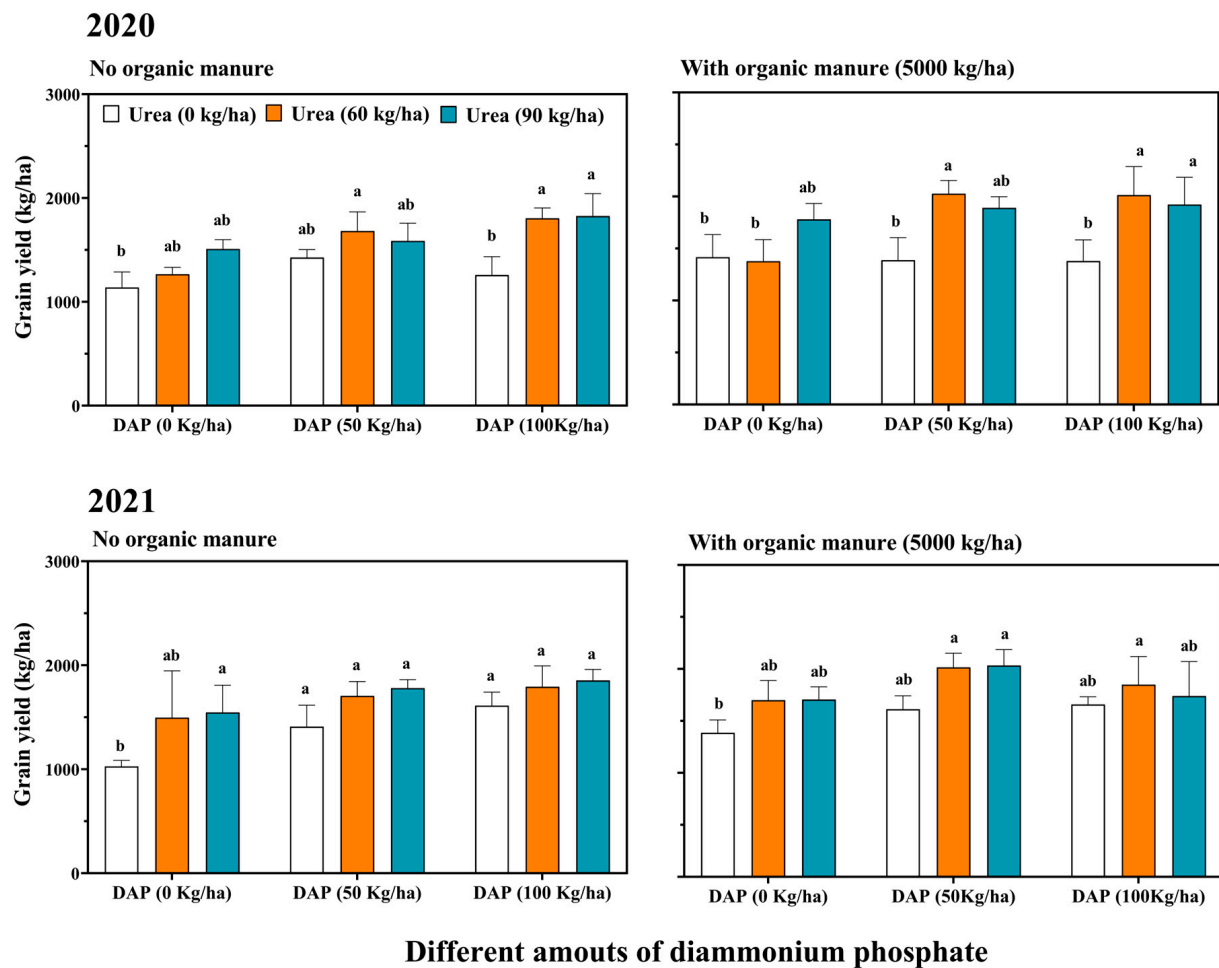 2020
No organic manure
With organic manure (5000 kg/ha)
Urea (0 kg/ha) Urea (60 kg/ha) Urea (90 kg/ha)
Grain yield (kg/ha)
3000
2000
1000
0
b ab ab ab a ab b a a
b b ab b a ab b a a
DAP (0 Kg/ha) DAP (50 Kg/ha) DAP (100Kg/ha)
DAP (0 Kg/ha) DAP (50 Kg/ha) DAP (100 Kg/ha)
2021
No organic manure
With organic manure (5000 kg/ha)
Grain yield (kg/ha)
3000
2000
1000
0
b ab a a a a a a a
b ab ab ab a a ab a ab
DAP (0 Kg/ha) DAP (50 Kg/ha) DAP (100 Kg/ha)
DAP (0 Kg/ha) DAP (50Kg/ha) DAP (100Kg/ha)
Different amouts of diammonium phosphate